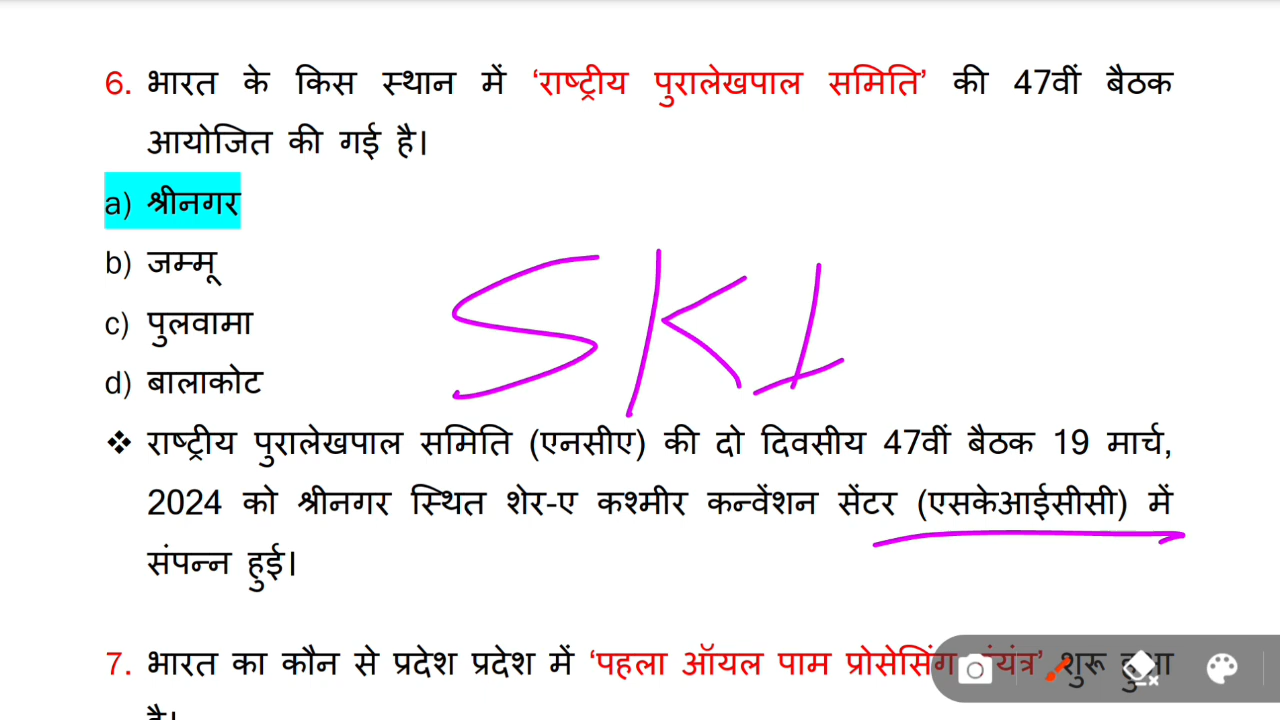 6. भारत के किस स्थान में ‘राष्ट्रीय पुरालेखपाल समिति’ की 47वीं बैठक
आयोजित की गई है।
a) श्रीनगर
b) जम्मू
c) पुलवामा
d) बालाकोट
SKI
❖ राष्ट्रीय पुरालेखपाल समिति (एनसीए) की दो दिवसीय 47वीं बैठक 19 मार्च,
2024 को श्रीनगर स्थित शेर-ए कश्मीर कन्वेंशन सेंटर (एसकेआईसीसी) में
संपन्न हुई।
7. भारत का कौन से प्रदेश प्रदेश में ‘पहला ऑयल पाम प्रोसेसिंग संयंत्र’ शुरू हुआ
है।